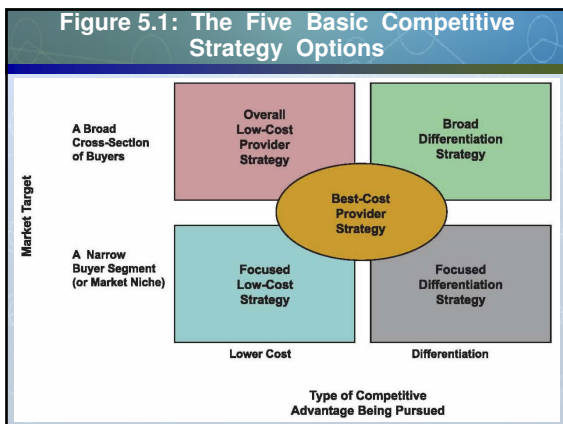 Figure 5.1: The Five Basic Competitive
Strategy Options
Market Target
A Broad
Cross-Section
of Buyers
Overall
Low-Cost
Provider
Strategy
Broad
Differentiation
Strategy
Best-Cost
Provider
Strategy
A Narrow
Buyer Segment
(or Market Niche)
Focused
Low-Cost
Strategy
Focused
Differentiation
Strategy
Lower Cost
Differentiation
Type of Competitive
Advantage Being Pursued